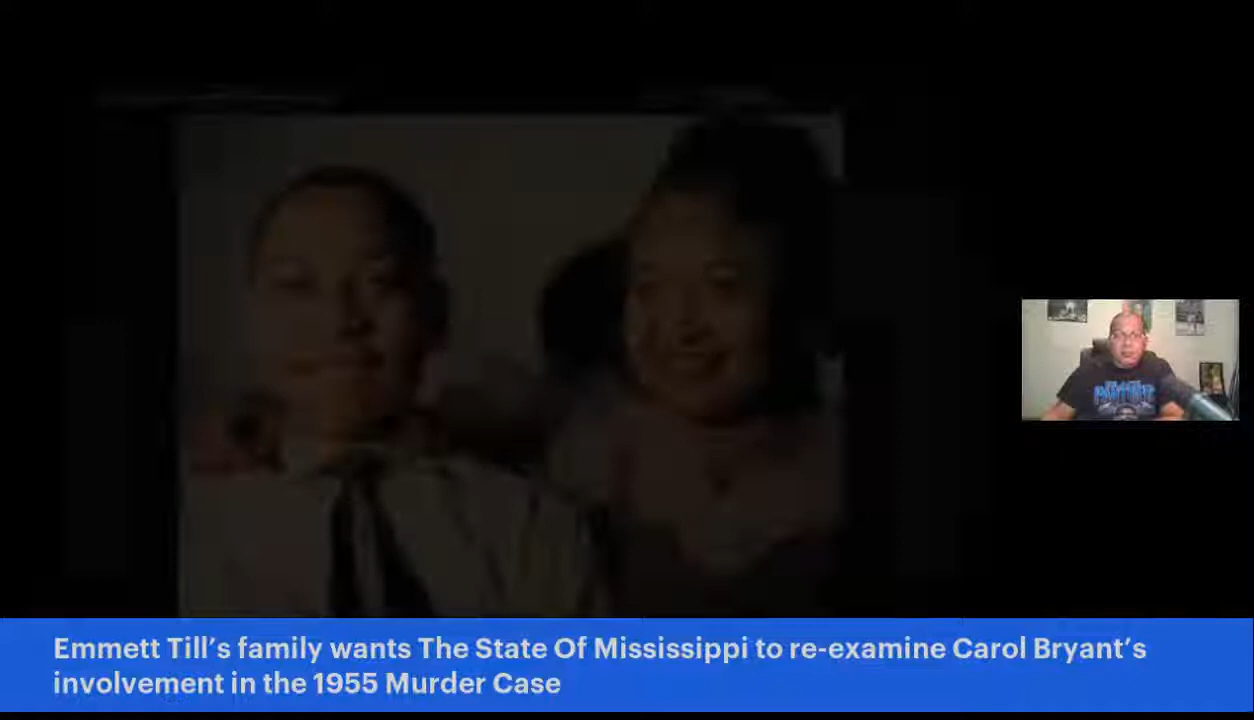 Emmett Till's family wants The State Of Mississippi to re-examine Carol Bryant's
involvement in the 1955 Murder Case